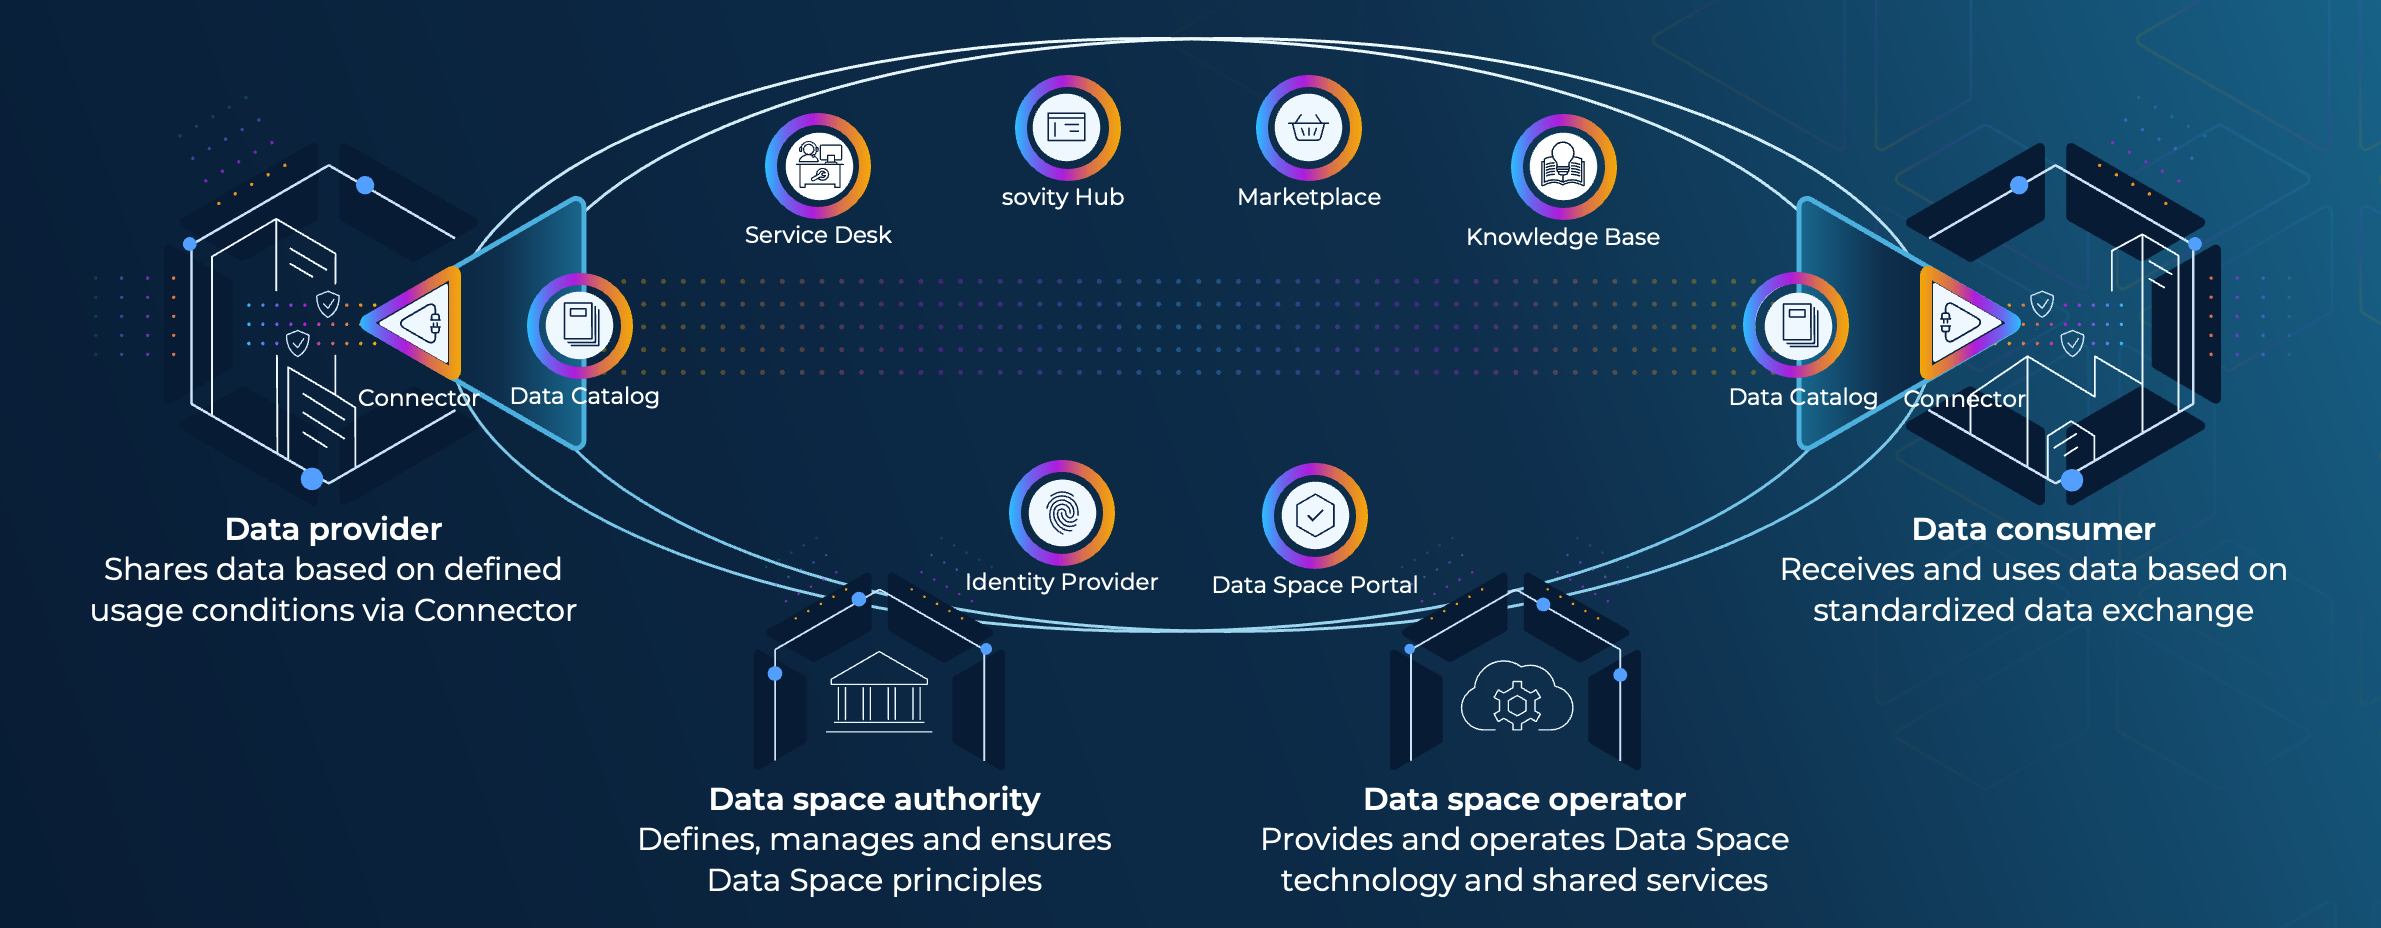 sovity Hub
Marketplace
Service Desk
Knowledge Base
Connector
Data Catalog
Data Catalog
Connector
Data provider
Shares data based on defined
usage conditions via Connector
Identity Provider
Data Space Portal
Data consumer
Receives and uses data based on
standardized data exchange
Data space authority
Defines, manages and ensures
Data Space principles
Data space operator
Provides and operates Data Space
technology and shared services